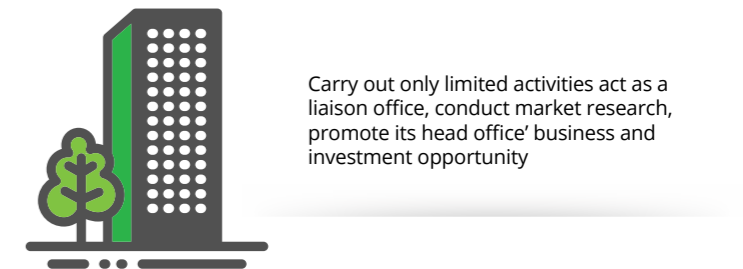 Carry out only limited activities act as a
liaison office, conduct market research,
promote its head office’ business and
investment opportunity